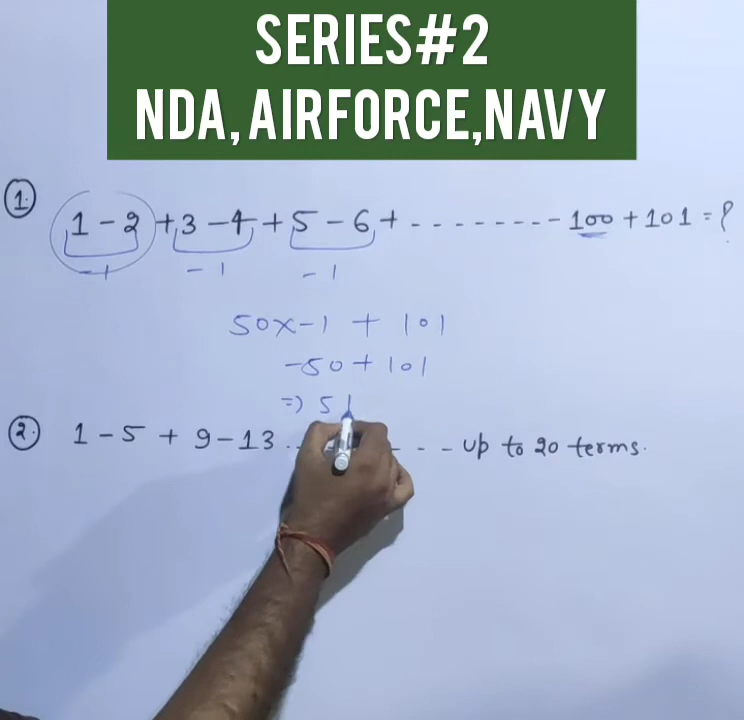 SERIES#2
NDA, AIRFORCE,NAVY
1. 1 - 2 + 3 - 4 + 5 - 6 + - - - - - - - - 100 + 101 = ?
-1 -1 -1
50x-1 + 101
-50 + 101
=) 51
2. 1 - 5 + 9 - 13 .. - - - up to 20 terms.